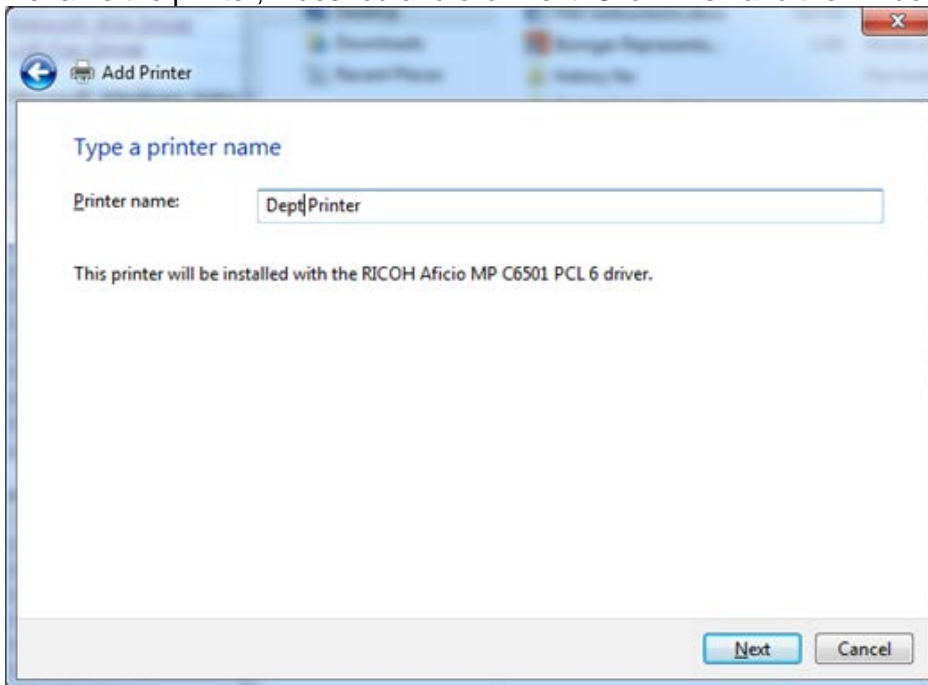 Add Printer
Type a printer name
Printer name:
Dept Printer
This printer will be installed with the RICOH Aficio MP C6501 PCL 6 driver.
Next
Cancel